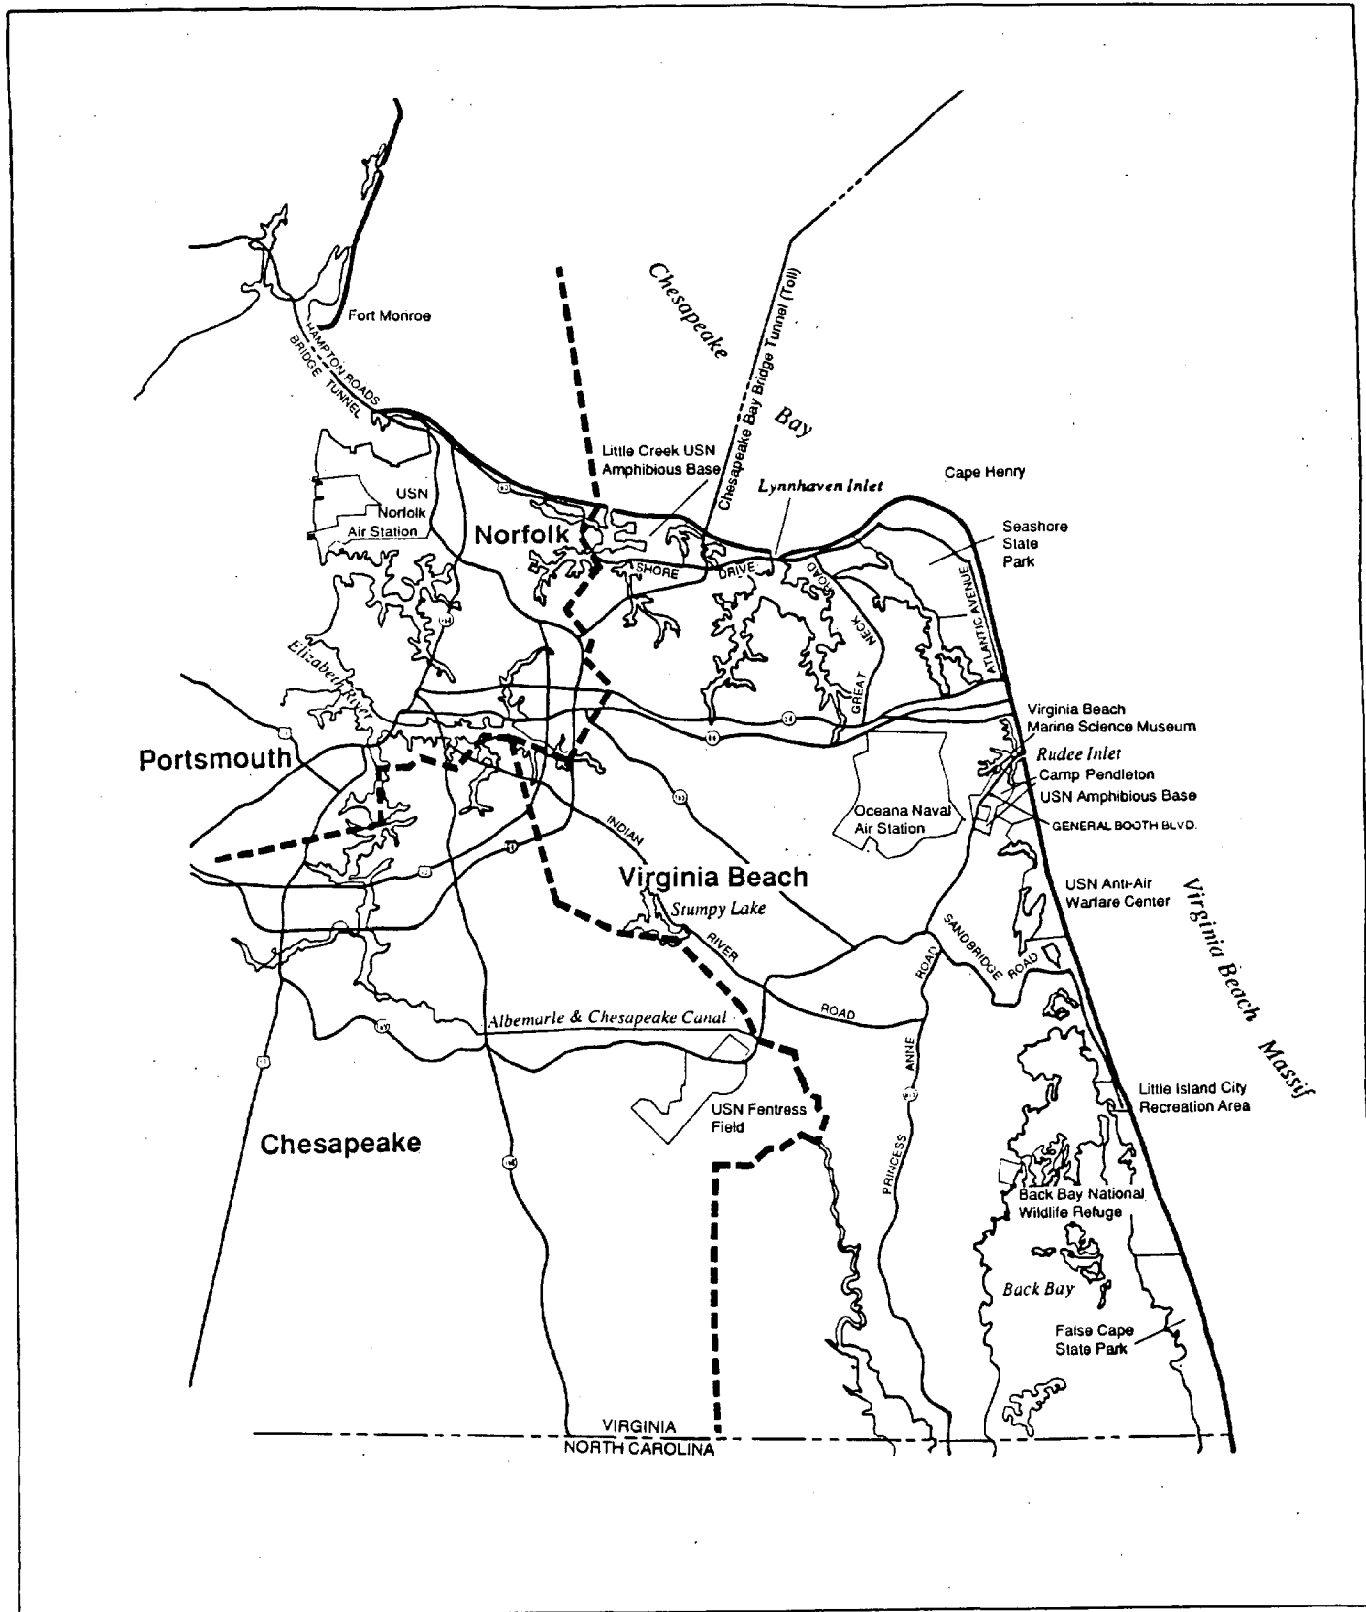 Chesapeake
Bay
Chesapeake Bay Bridge Tunnel (Toll)
Fort Monroe
HAMPTON ROADS
BRIDGE TUNNEL
Little Creek USN
Amphibious Base
Lynnhaven Inlet
Cape Henry
USN
Norfolk
Air Station
Norfolk
Seashore
State
Park
SHORE DRIVE
GREAT NECK ROAD
ATLANTIC AVENUE
Elizabeth River
Virginia Beach
Marine Science Museum
Rudee Inlet
Camp Pendleton
USN Amphibious Base
GENERAL BOOTH BLVD.
Portsmouth
Oceana Naval
Air Station
INDIAN RIVER ROAD
Virginia Beach
Stumpy Lake
USN Anti-Air
Warfare Center
SANDBRIDGE ROAD
Virginia Beach Massif
Albemarle & Chesapeake Canal
PRINCESS ANNE ROAD
USN Fentress
Field
Little Island City
Recreation Area
Chesapeake
Back Bay National
Wildlife Refuge
Back Bay
False Cape
State Park
VIRGINIA
NORTH CAROLINA